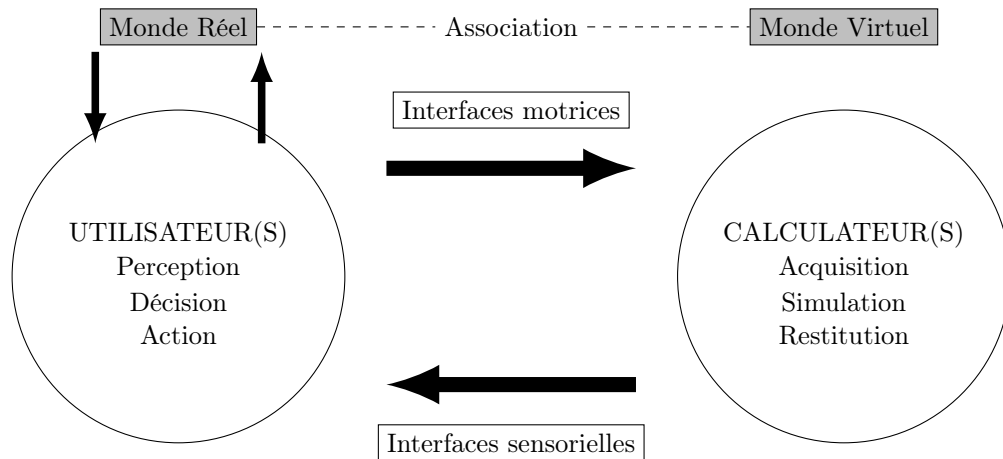 Monde Réel
Association
Monde Virtuel
Interfaces motrices
UTILISATEUR(S)
Perception
Décision
Action
CALCULATEUR(S)
Acquisition
Simulation
Restitution
Interfaces sensorielles